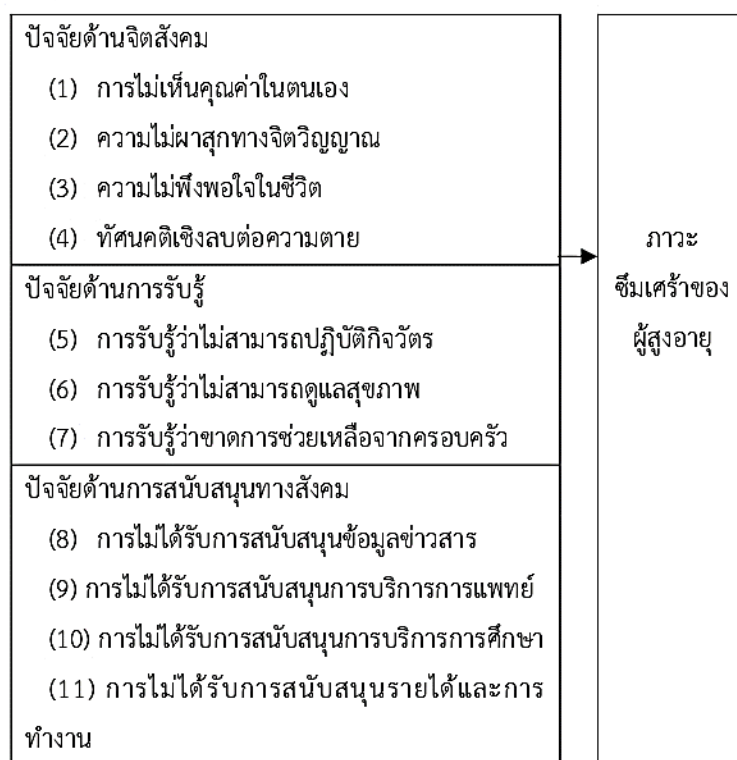 ปัจจัยด้านจิตสังคม
(1) การไม่เห็นคุณค่าในตนเอง
(2) ความไม่ผาสุกทางจิตวิญญาณ
(3) ความไม่พึงพอใจในชีวิต
(4) ทัศนคติเชิงลบต่อความตาย
ปัจจัยด้านการรับรู้
(5) การรับรู้ว่าไม่สามารถปฏิบัติกิจวัตร
(6) การรับรู้ว่าไม่สามารถดูแลสุขภาพ
(7) การรับรู้ว่าขาดการช่วยเหลือจากครอบครัว
ปัจจัยด้านการสนับสนุนทางสังคม
(8) การไม่ได้รับการสนับสนุนข้อมูลข่าวสาร
(9) การไม่ได้รับการสนับสนุนการบริการการแพทย์
(10) การไม่ได้รับการสนับสนุนการบริการการศึกษา
(11) การไม่ได้รับการสนับสนุนรายได้และการ
ทำงาน
ภาวะ
ซึมเศร้าของ
ผู้สูงอายุ